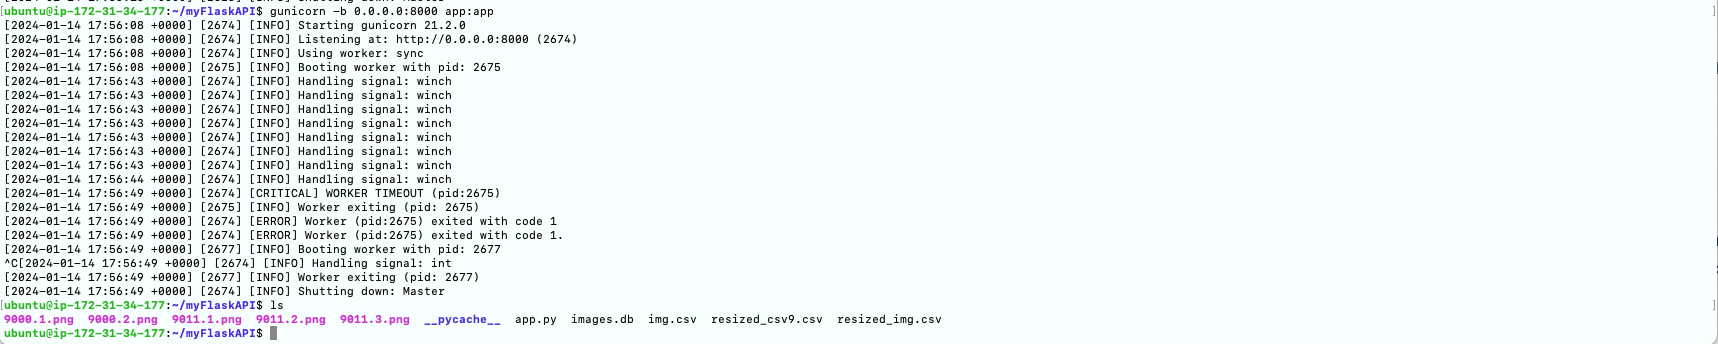 [ubuntu@ip-172-31-34-177:~/myFlaskAPI$ gunicorn -b 0.0.0.0:8000 app:app ]
[2024-01-14 17:56:08 +0000] [2674] [INFO] Starting gunicorn 21.2.0
[2024-01-14 17:56:08 +0000] [2674] [INFO] Listening at: http://0.0.0.0:8000 (2674)
[2024-01-14 17:56:08 +0000] [2674] [INFO] Using worker: sync
[2024-01-14 17:56:08 +0000] [2675] [INFO] Booting worker with pid: 2675
[2024-01-14 17:56:43 +0000] [2674] [INFO] Handling signal: winch
[2024-01-14 17:56:43 +0000] [2674] [INFO] Handling signal: winch
[2024-01-14 17:56:43 +0000] [2674] [INFO] Handling signal: winch
[2024-01-14 17:56:43 +0000] [2674] [INFO] Handling signal: winch
[2024-01-14 17:56:43 +0000] [2674] [INFO] Handling signal: winch
[2024-01-14 17:56:43 +0000] [2674] [INFO] Handling signal: winch
[2024-01-14 17:56:43 +0000] [2674] [INFO] Handling signal: winch
[2024-01-14 17:56:44 +0000] [2674] [INFO] Handling signal: winch
[2024-01-14 17:56:49 +0000] [2674] [CRITICAL] WORKER TIMEOUT (pid:2675)
[2024-01-14 17:56:49 +0000] [2675] [INFO] Worker exiting (pid: 2675)
[2024-01-14 17:56:49 +0000] [2674] [ERROR] Worker (pid:2675) exited with code 1
[2024-01-14 17:56:49 +0000] [2674] [ERROR] Worker (pid:2675) exited with code 1.
[2024-01-14 17:56:49 +0000] [2677] [INFO] Booting worker with pid: 2677
^C[2024-01-14 17:56:49 +0000] [2674] [INFO] Handling signal: int
[2024-01-14 17:56:49 +0000] [2677] [INFO] Worker exiting (pid: 2677)
[2024-01-14 17:56:49 +0000] [2674] [INFO] Shutting down: Master
[ubuntu@ip-172-31-34-177:~/myFlaskAPI$ ls ]
9000.1.png 9000.2.png 9011.1.png 9011.2.png 9011.3.png __pycache__ app.py images.db img.csv resized_csv9.csv resized_img.csv
ubuntu@ip-172-31-34-177:~/myFlaskAPI$